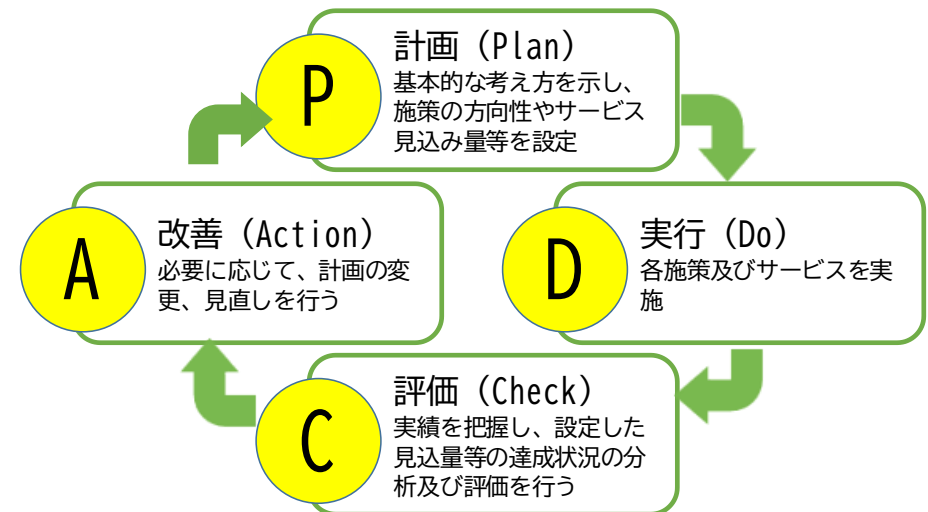 P
計画（Plan）
基本的な考え方を示し、
施策の方向性やサービス
見込み量等を設定
D
実行（Do）
各施策及びサービスを実
施
C
評価（Check）
実績を把握し、設定した
見込量等の達成状況の分
析及び評価を行う
A
改善（Action）
必要に応じて、計画の変
更、見直しを行う